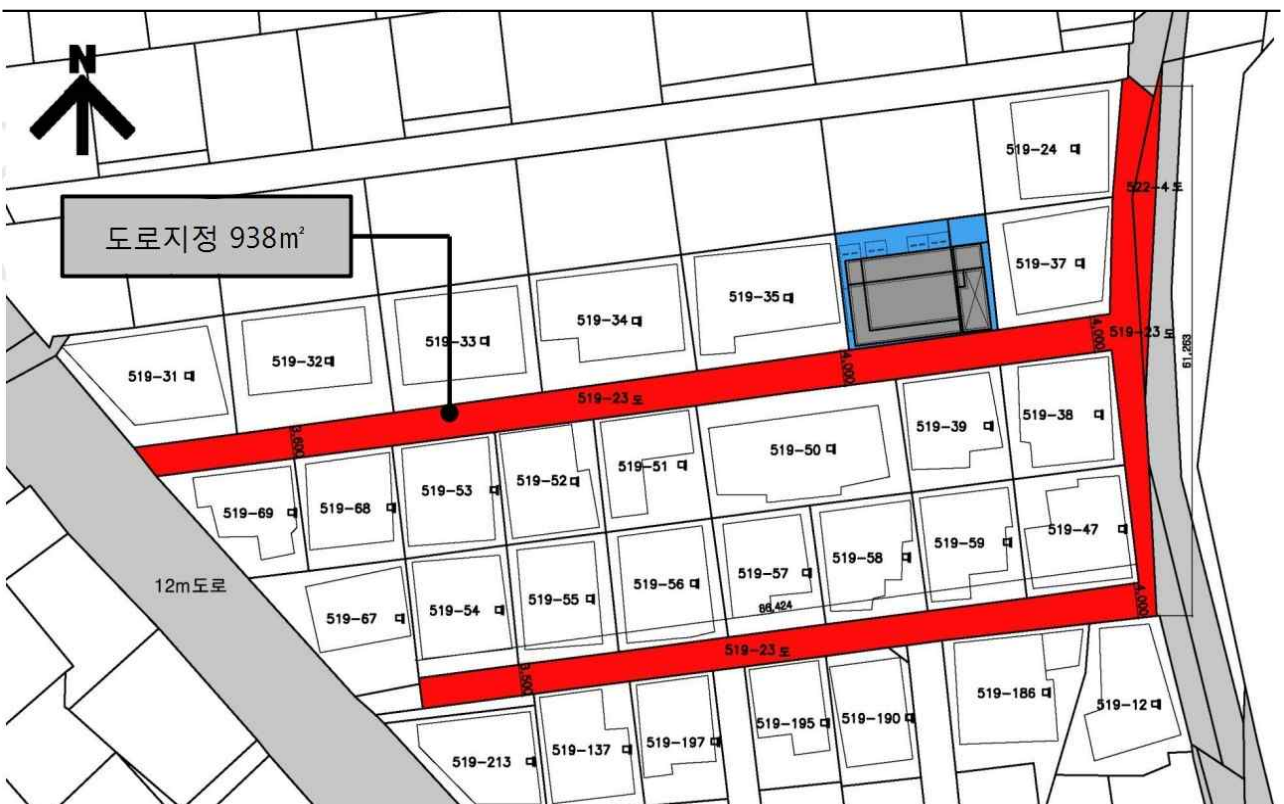 N
519-24 대
522-4 도
도로지정 938㎡
519-37 대
519-35 대
519-34 대
519-33 대
519-32 대
519-31 대
519-23 도
61,263
4,000
4,000
519-23 도
3,600
519-38 대
519-39 대
519-50 대
519-51 대
519-52 대
519-53 대
519-68 대
519-69 대
519-47 대
519-59 대
519-58 대
519-57 대
519-56 대
519-55 대
519-54 대
519-67 대
12m도로
66,424
4,000
519-23 도
3,500
519-12 대
519-186 대
519-190 대
519-195 대
519-197 대
519-137 대
519-213 대